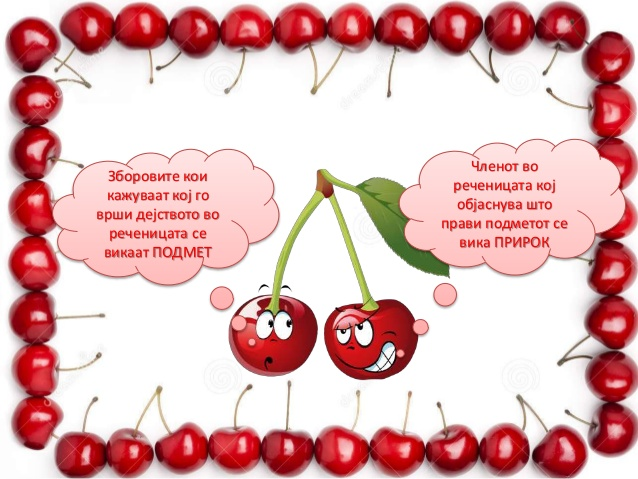 Зборовите кои
кажуваат кој го
врши дејството во
реченицата се
викаат ПОДМЕТ
Членот во
реченицата кој
објаснува што
прави подметот се
вика ПРИРОК